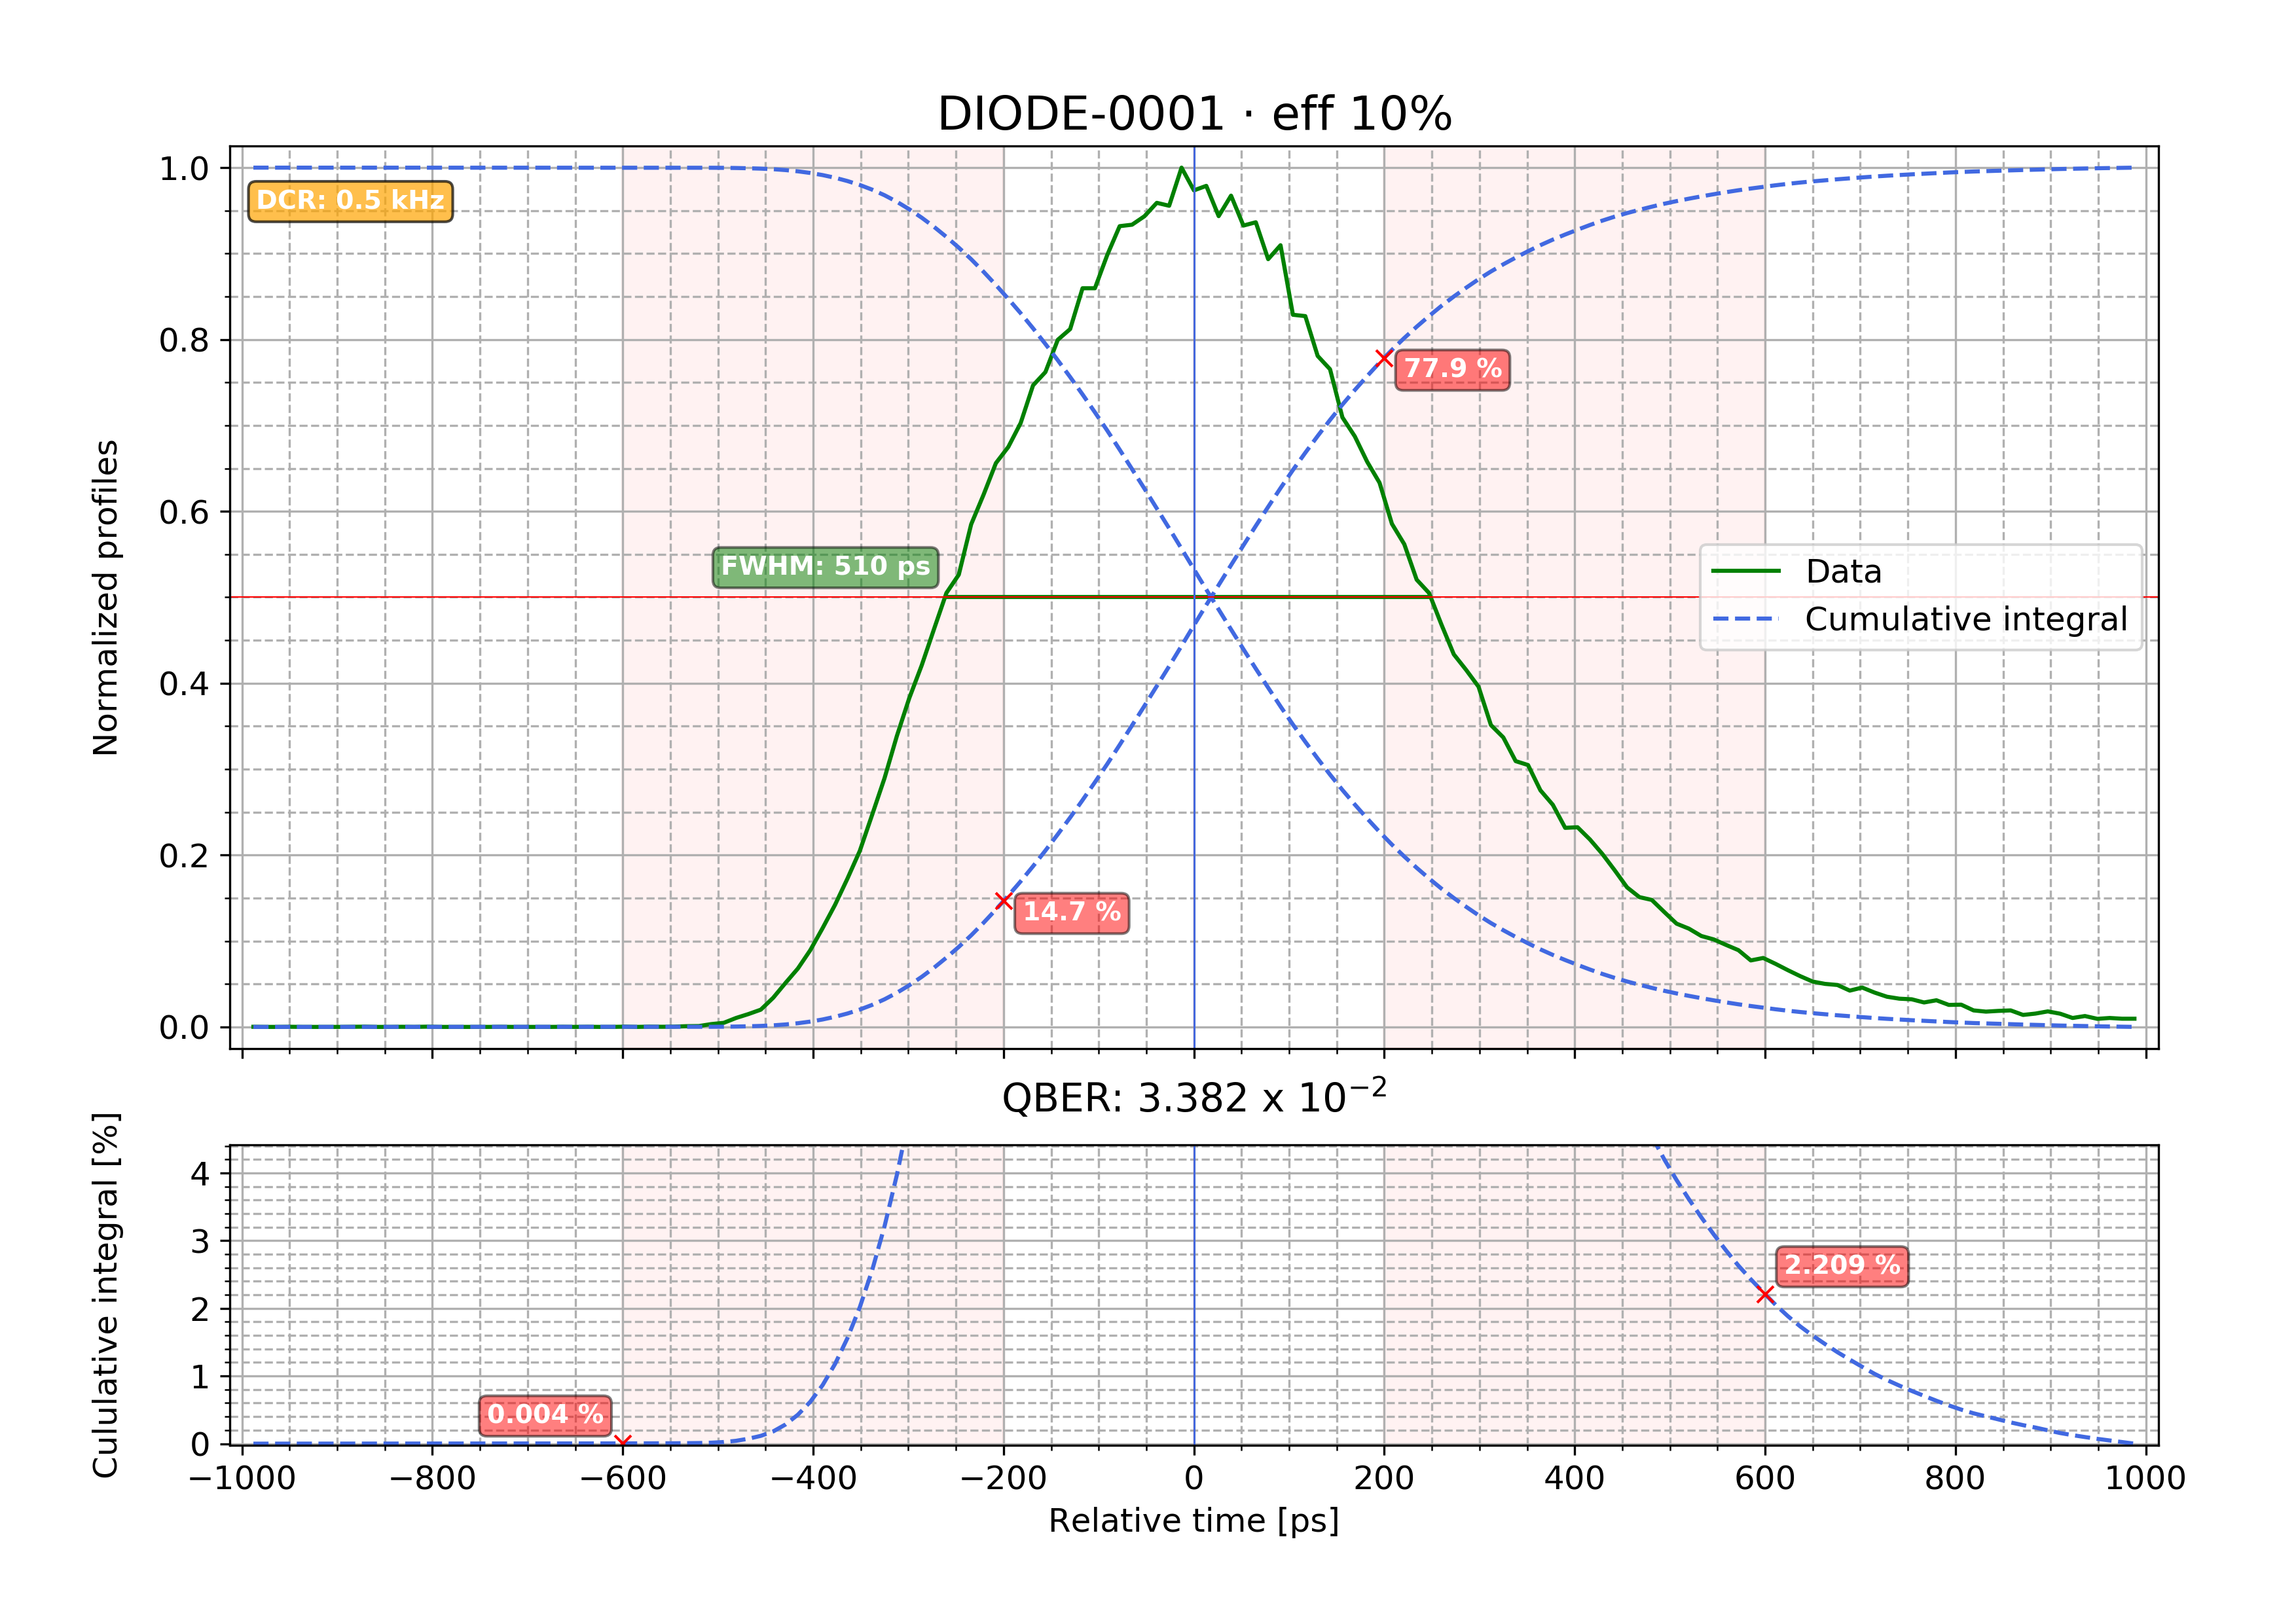 DIODE-0001 · eff 10%
Normalized profiles
1.0
0.8
0.6
0.4
0.2
0.0
DCR: 0.5 kHz
77.9 %
FWHM: 510 ps
Data
Cumulative integral
14.7 %
QBER: 3.382 x 10⁻²
Cululative integral [%]
4
3
2
1
0
2.209 %
0.004 %
−1000 −800 −600 −400 −200 0 200 400 600 800 1000
Relative time [ps]